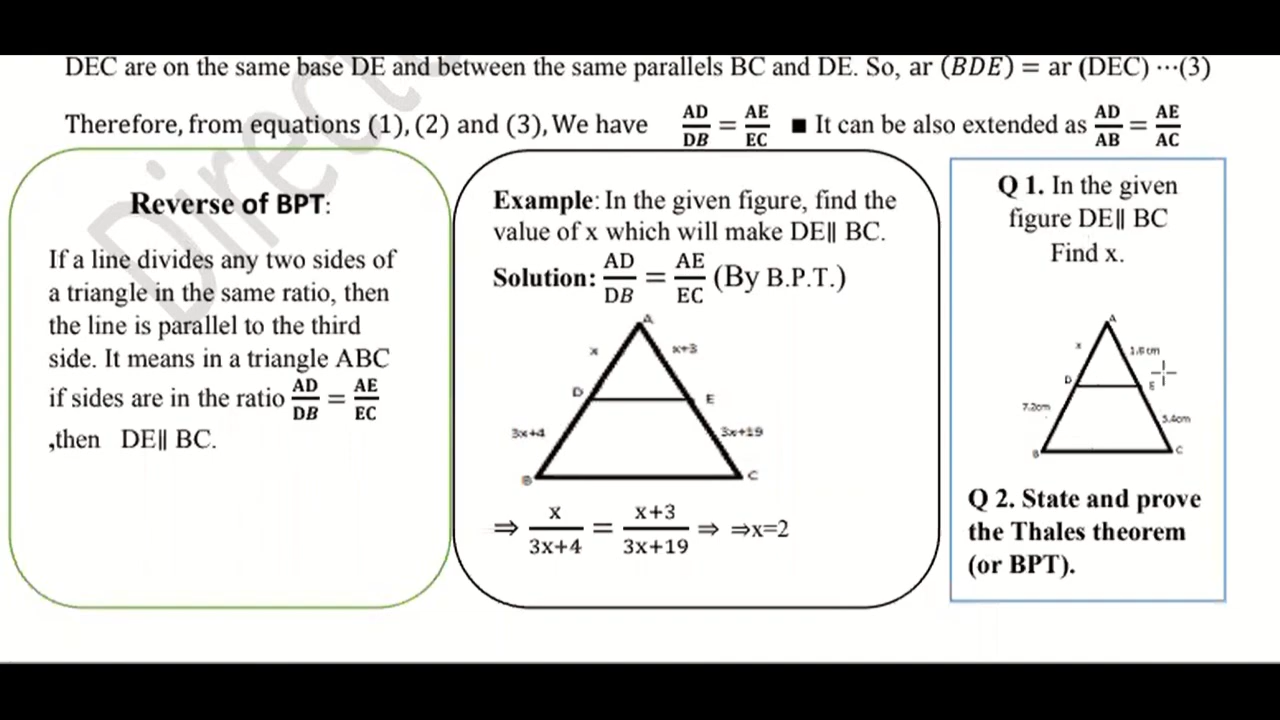 DEC are on the same base DE and between the same parallels BC and DE. So, ar (BDE) = ar (DEC) ⋯(3)
Therefore, from equations (1), (2) and (3), We have AD/DB = AE/EC ■ It can be also extended as AD/AB = AE/AC
Reverse of BPT:
If a line divides any two sides of
a triangle in the same ratio, then
the line is parallel to the third
side. It means in a triangle ABC
if sides are in the ratio AD/DB = AE/EC
,then DE∥ BC.
Example: In the given figure, find the
value of x which will make DE∥ BC.
Solution: AD/DB = AE/EC (By B.P.T.)
A
x
x+3
D
E
3x+4
3x+19
B
C
⇒ x/3x+4 = x+3/3x+19 ⇒ ⇒x=2
Q 1. In the given
figure DE∥ BC
Find x.
A
x
1.8cm
D
E
7.2cm
5.4cm
B
C
Q 2. State and prove
the Thales theorem
(or BPT).